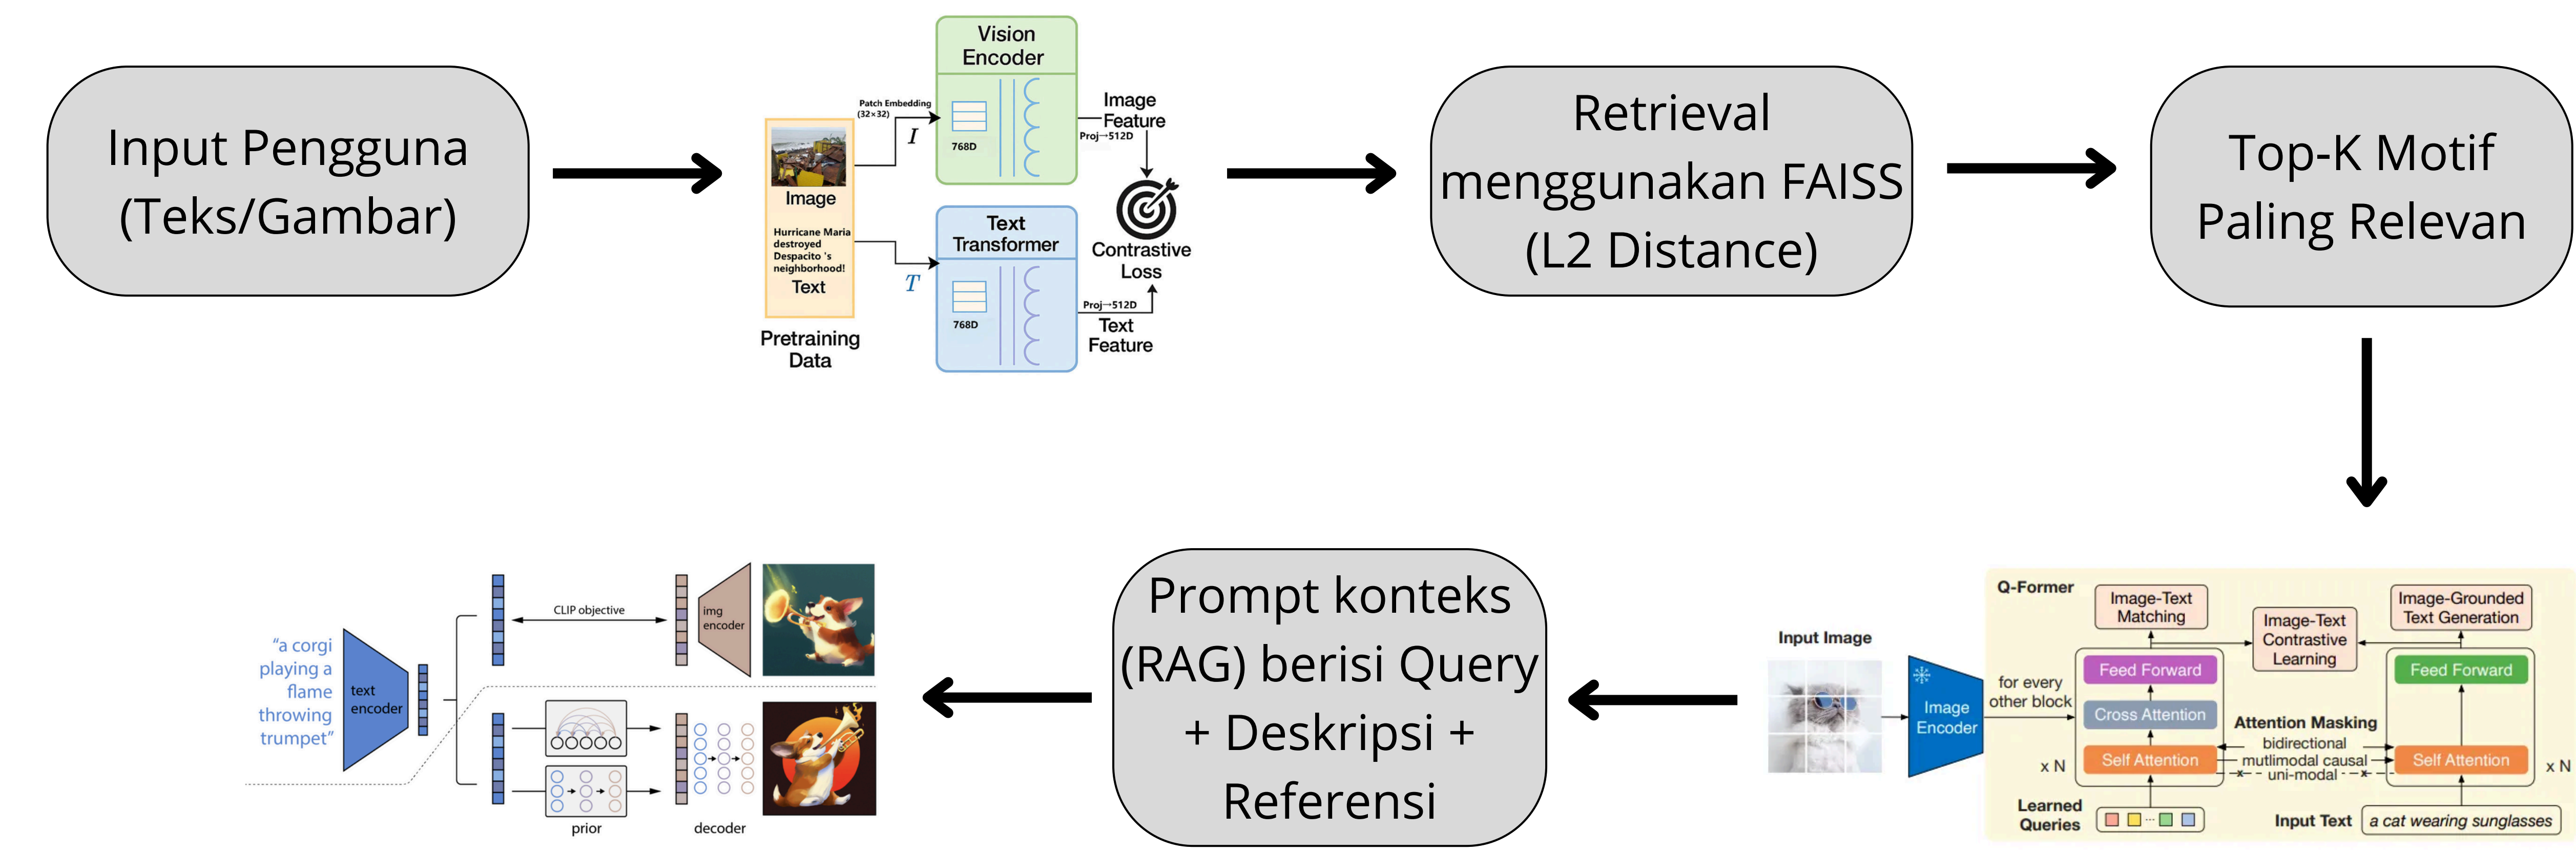 Input Pengguna
(Teks/Gambar)
Vision
Encoder
768D
Patch Embedding
(32×32)
I
Image
Hurricane Maria
destroyed
Despacito 's
neighborhood!
Text
Pretraining
Data
T
Text
Transformer
768D
Image
Feature
Proj→512D
Contrastive
Loss
Proj→512D
Text
Feature
Retrieval
menggunakan FAISS
(L2 Distance)
Top-K Motif
Paling Relevan
Q-Former
Input Image
Image
Encoder
for every
other block
Image-Text
Matching
Image-Text
Contrastive
Learning
Image-Grounded
Text Generation
Feed Forward
Cross Attention
Self Attention
x N
Feed Forward
Self Attention
x N
Attention Masking
bidirectional
mutlimodal causal
uni-modal
Learned
Queries
...
Input Text
a cat wearing sunglasses
Prompt konteks
(RAG) berisi Query
+ Deskripsi +
Referensi
“a corgi
playing a
flame
throwing
trumpet”
text
encoder
CLIP objective
img
encoder
prior
decoder